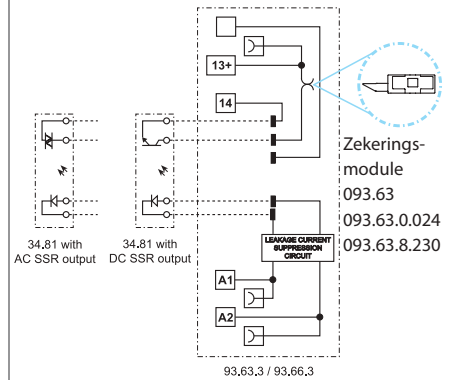 13+
14
Zekerings-
module
093.63
093.63.0.024
093.63.8.230
34.81 with
AC SSR output
34.81 with
DC SSR output
LEAKAGE CURRENT
SUPPRESSION
CIRCUIT
A1
A2
93.63.3 / 93.66.3